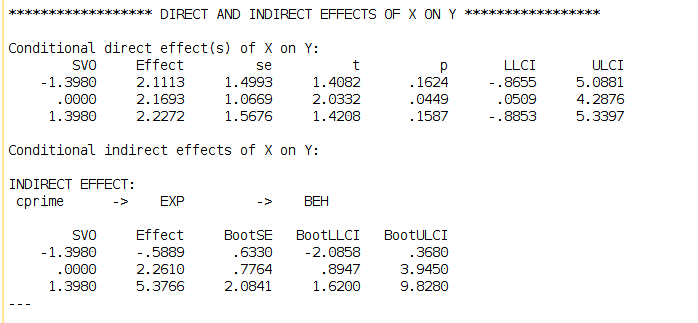 ****************** DIRECT AND INDIRECT EFFECTS OF X ON Y *****************
Conditional direct effect(s) of X on Y:
SVO Effect se t p LLCI ULCI
-1.3980 2.1113 1.4993 1.4082 .1624 -.8655 5.0881
.0000 2.1693 1.0669 2.0332 .0449 .0509 4.2876
1.3980 2.2272 1.5676 1.4208 .1587 -.8853 5.3397
Conditional indirect effects of X on Y:
INDIRECT EFFECT:
cprime -> EXP -> BEH
SVO Effect BootSE BootLLCI BootULCI
-1.3980 -.5889 .6330 -2.0858 .3680
.0000 2.2610 .7764 .8947 3.9450
1.3980 5.3766 2.0841 1.6200 9.8280
---